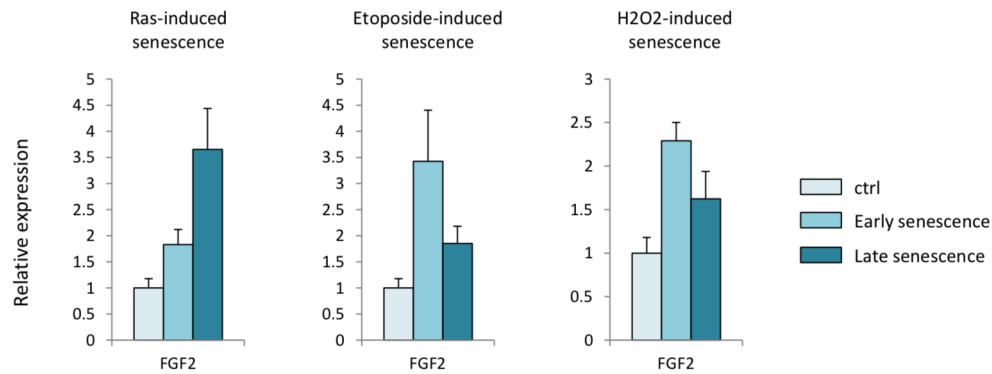 Ras-induced
senescence
Etoposide-induced
senescence
H2O2-induced
senescence
Relative expression
5
4.5
4
3.5
3
2.5
2
1.5
1
0.5
0
FGF2
5
4.5
4
3.5
3
2.5
2
1.5
1
0.5
0
FGF2
3
2.5
2
1.5
1
0.5
0
FGF2
ctrl
Early senescence
Late senescence